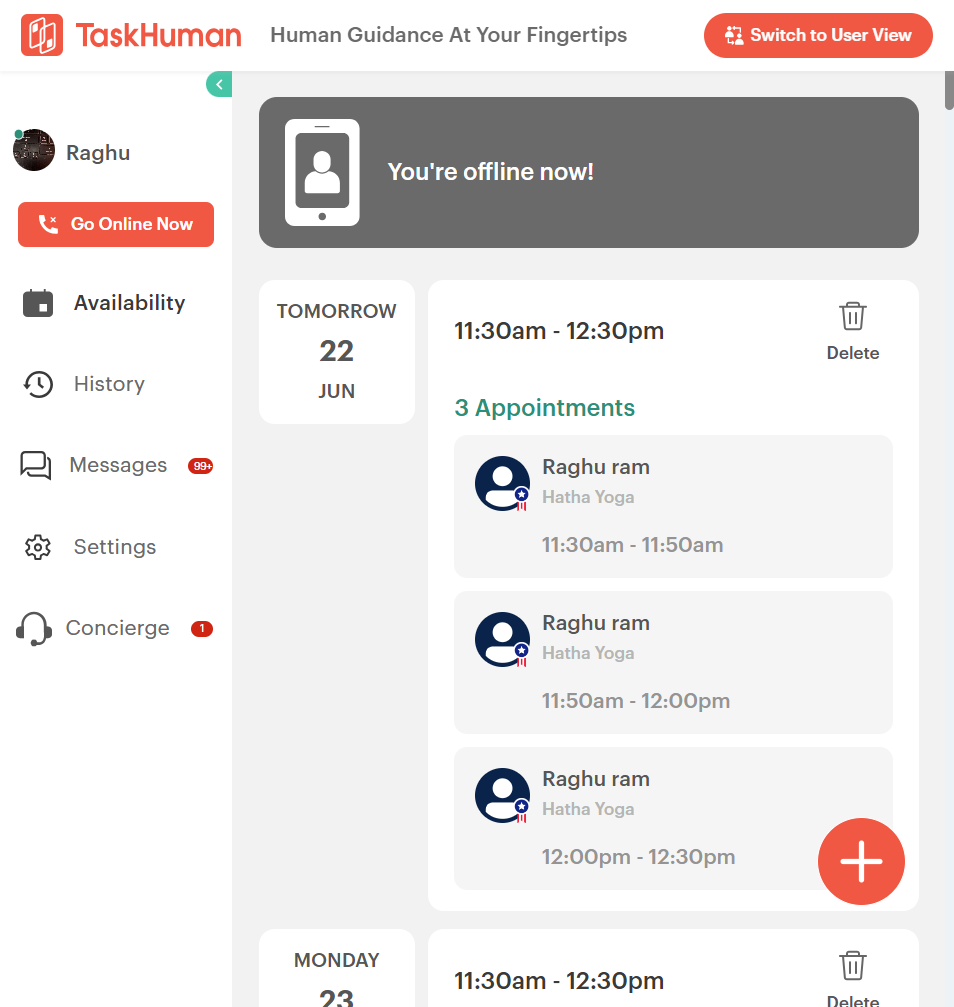 TaskHuman
Human Guidance At Your Fingertips
Switch to User View
Raghu
Go Online Now
Availability
History
Messages
99+
Settings
Concierge
1
You're offline now!
TOMORROW
22
JUN
11:30am - 12:30pm
Delete
3 Appointments
Raghu ram
Hatha Yoga
11:30am - 11:50am
Raghu ram
Hatha Yoga
11:50am - 12:00pm
Raghu ram
Hatha Yoga
12:00pm - 12:30pm
MONDAY
23
11:30am - 12:30pm
Delete